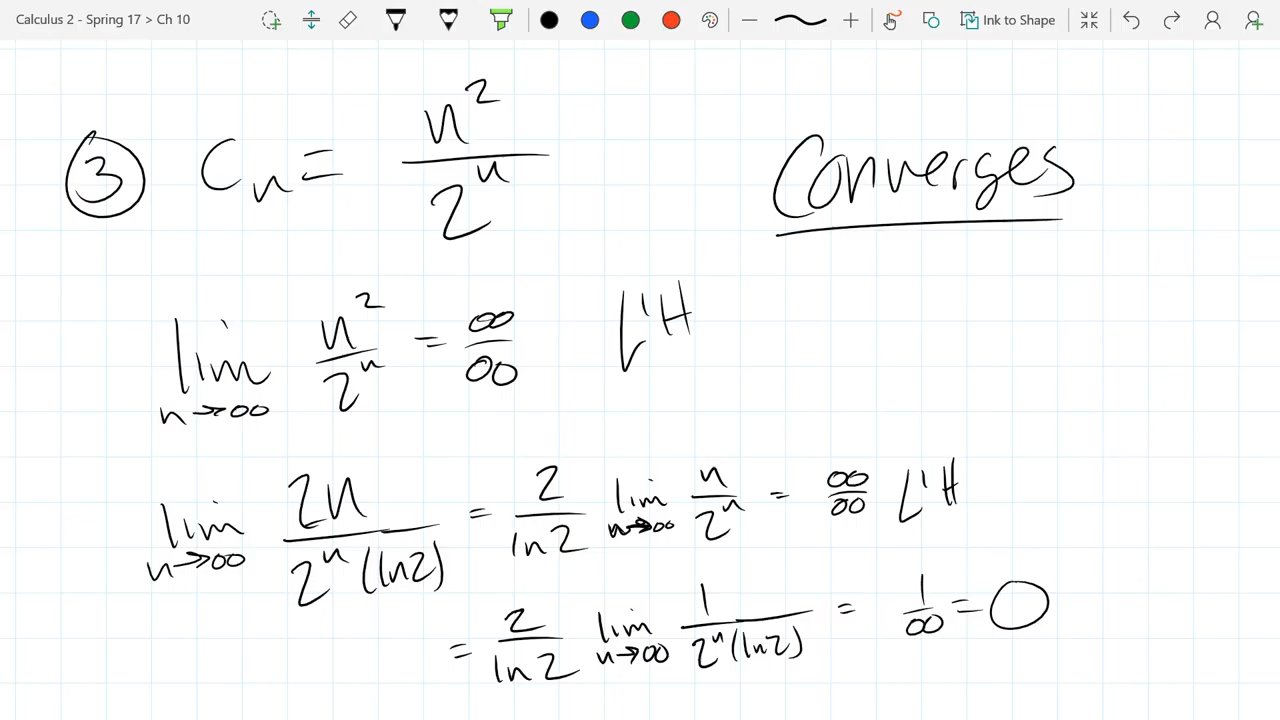 Calculus 2 - Spring 17 > Ch 10 Ink to Shape
③ Cₙ = n²/2ⁿ Converges
lim n→∞ n²/2ⁿ = ∞/∞ L'H
lim n→∞ 2n/2ⁿ(ln2) = 2/ln2 lim n→∞ n/2ⁿ = ∞/∞ L'H
= 2/ln2 lim n→∞ 1/2ⁿ(ln2) = 1/∞ = 0